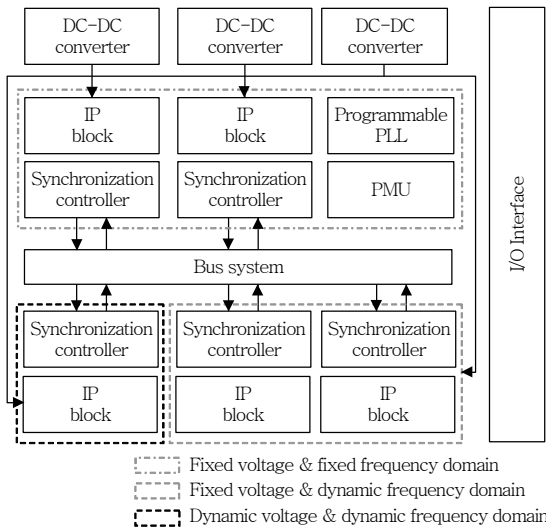 DC-DC
converter
DC-DC
converter
DC-DC
converter
IP
block
IP
block
Programmable
PLL
Synchronization
controller
Synchronization
controller
PMU
I/O Interface
Bus system
Synchronization
controller
Synchronization
controller
Synchronization
controller
IP
block
IP
block
IP
block
Fixed voltage & fixed frequency domain
Fixed voltage & dynamic frequency domain
Dynamic voltage & dynamic frequency domain